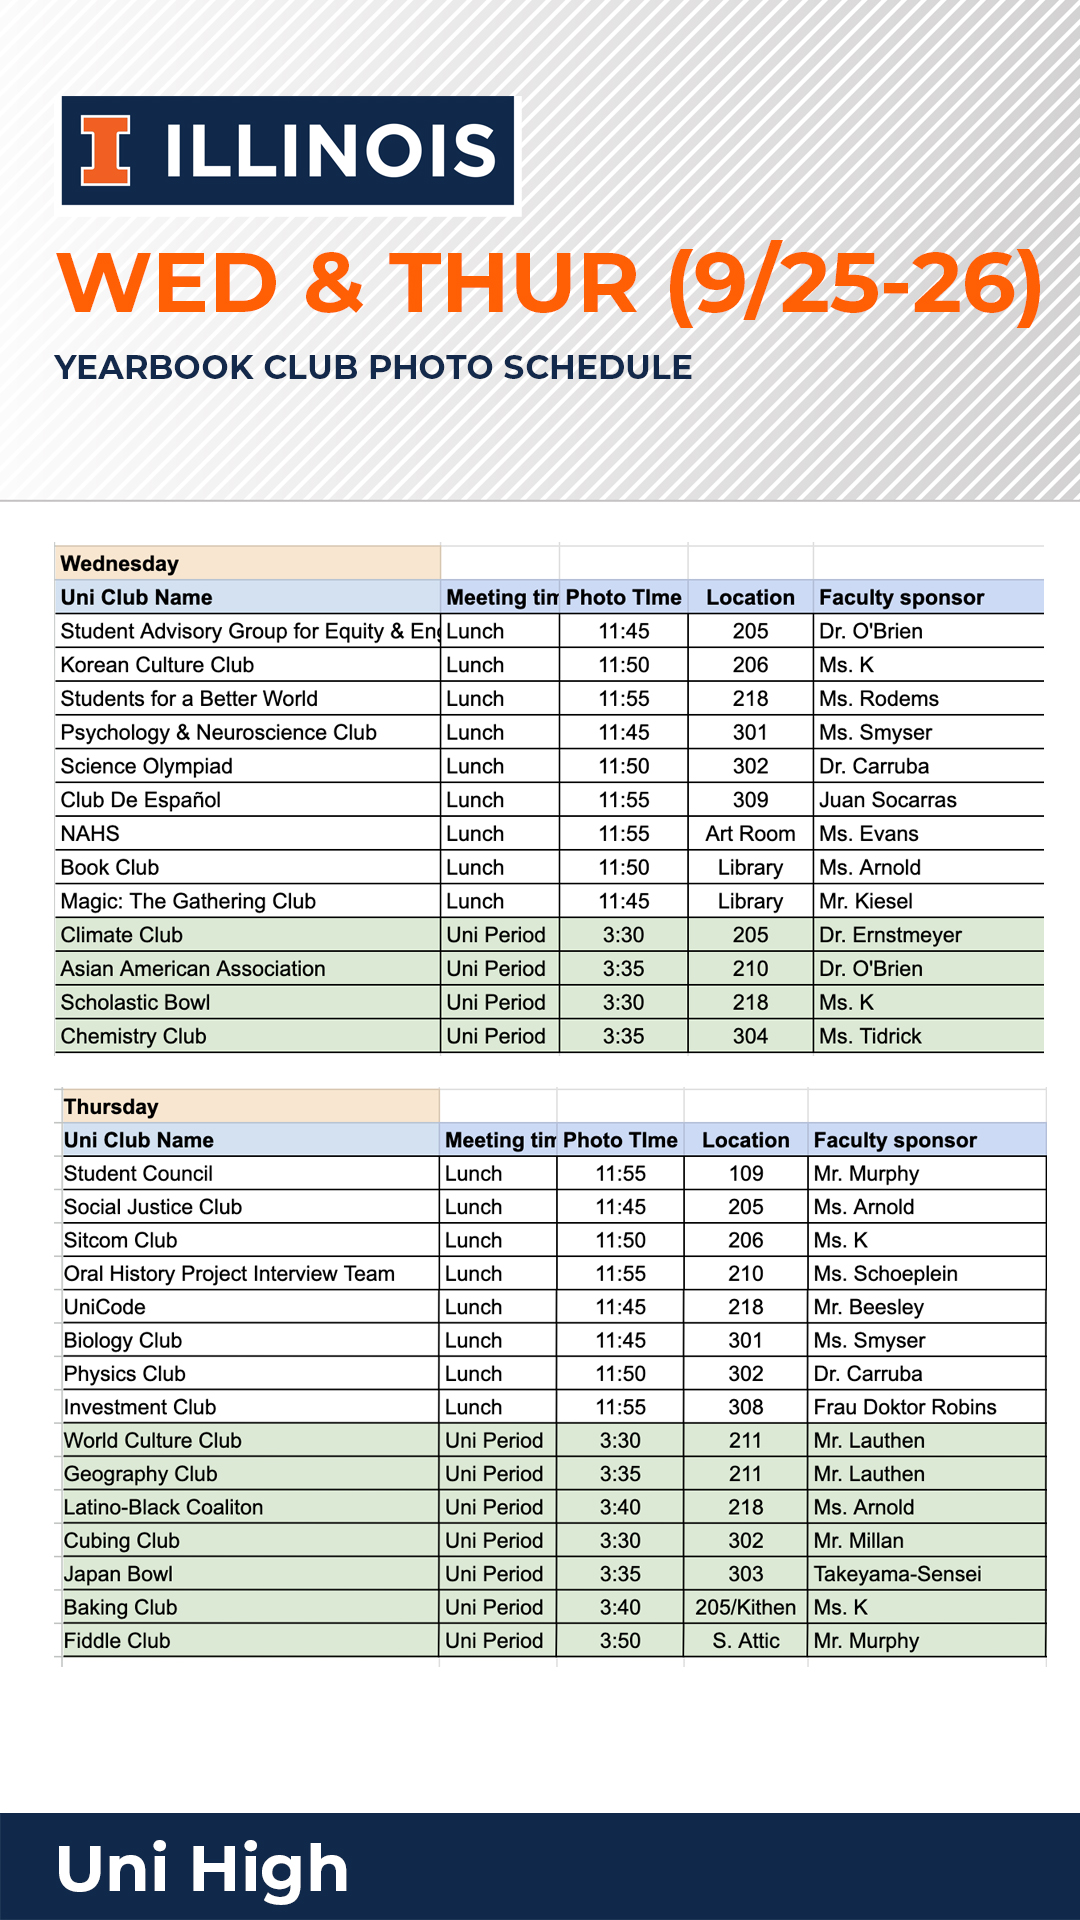 I ILLINOIS
WED & THUR (9/25-26)
YEARBOOK CLUB PHOTO SCHEDULE
Wednesday
Uni Club Name Meeting tim Photo TIme Location Faculty sponsor
Student Advisory Group for Equity & Eng Lunch 11:45 205 Dr. O'Brien
Korean Culture Club Lunch 11:50 206 Ms. K
Students for a Better World Lunch 11:55 218 Ms. Rodems
Psychology & Neuroscience Club Lunch 11:45 301 Ms. Smyser
Science Olympiad Lunch 11:50 302 Dr. Carruba
Club De Español Lunch 11:55 309 Juan Socarras
NAHS Lunch 11:55 Art Room Ms. Evans
Book Club Lunch 11:50 Library Ms. Arnold
Magic: The Gathering Club Lunch 11:45 Library Mr. Kiesel
Climate Club Uni Period 3:30 205 Dr. Ernstmeyer
Asian American Association Uni Period 3:35 210 Dr. O'Brien
Scholastic Bowl Uni Period 3:30 218 Ms. K
Chemistry Club Uni Period 3:35 304 Ms. Tidrick
Thursday
Uni Club Name Meeting tim Photo TIme Location Faculty sponsor
Student Council Lunch 11:55 109 Mr. Murphy
Social Justice Club Lunch 11:45 205 Ms. Arnold
Sitcom Club Lunch 11:50 206 Ms. K
Oral History Project Interview Team Lunch 11:55 210 Ms. Schoeplein
UniCode Lunch 11:45 218 Mr. Beesley
Biology Club Lunch 11:45 301 Ms. Smyser
Physics Club Lunch 11:50 302 Dr. Carruba
Investment Club Lunch 11:55 308 Frau Doktor Robins
World Culture Club Uni Period 3:30 211 Mr. Lauthen
Geography Club Uni Period 3:35 211 Mr. Lauthen
Latino-Black Coaliton Uni Period 3:40 218 Ms. Arnold
Cubing Club Uni Period 3:30 302 Mr. Millan
Japan Bowl Uni Period 3:35 303 Takeyama-Sensei
Baking Club Uni Period 3:40 205/Kithen Ms. K
Fiddle Club Uni Period 3:50 S. Attic Mr. Murphy
Uni High